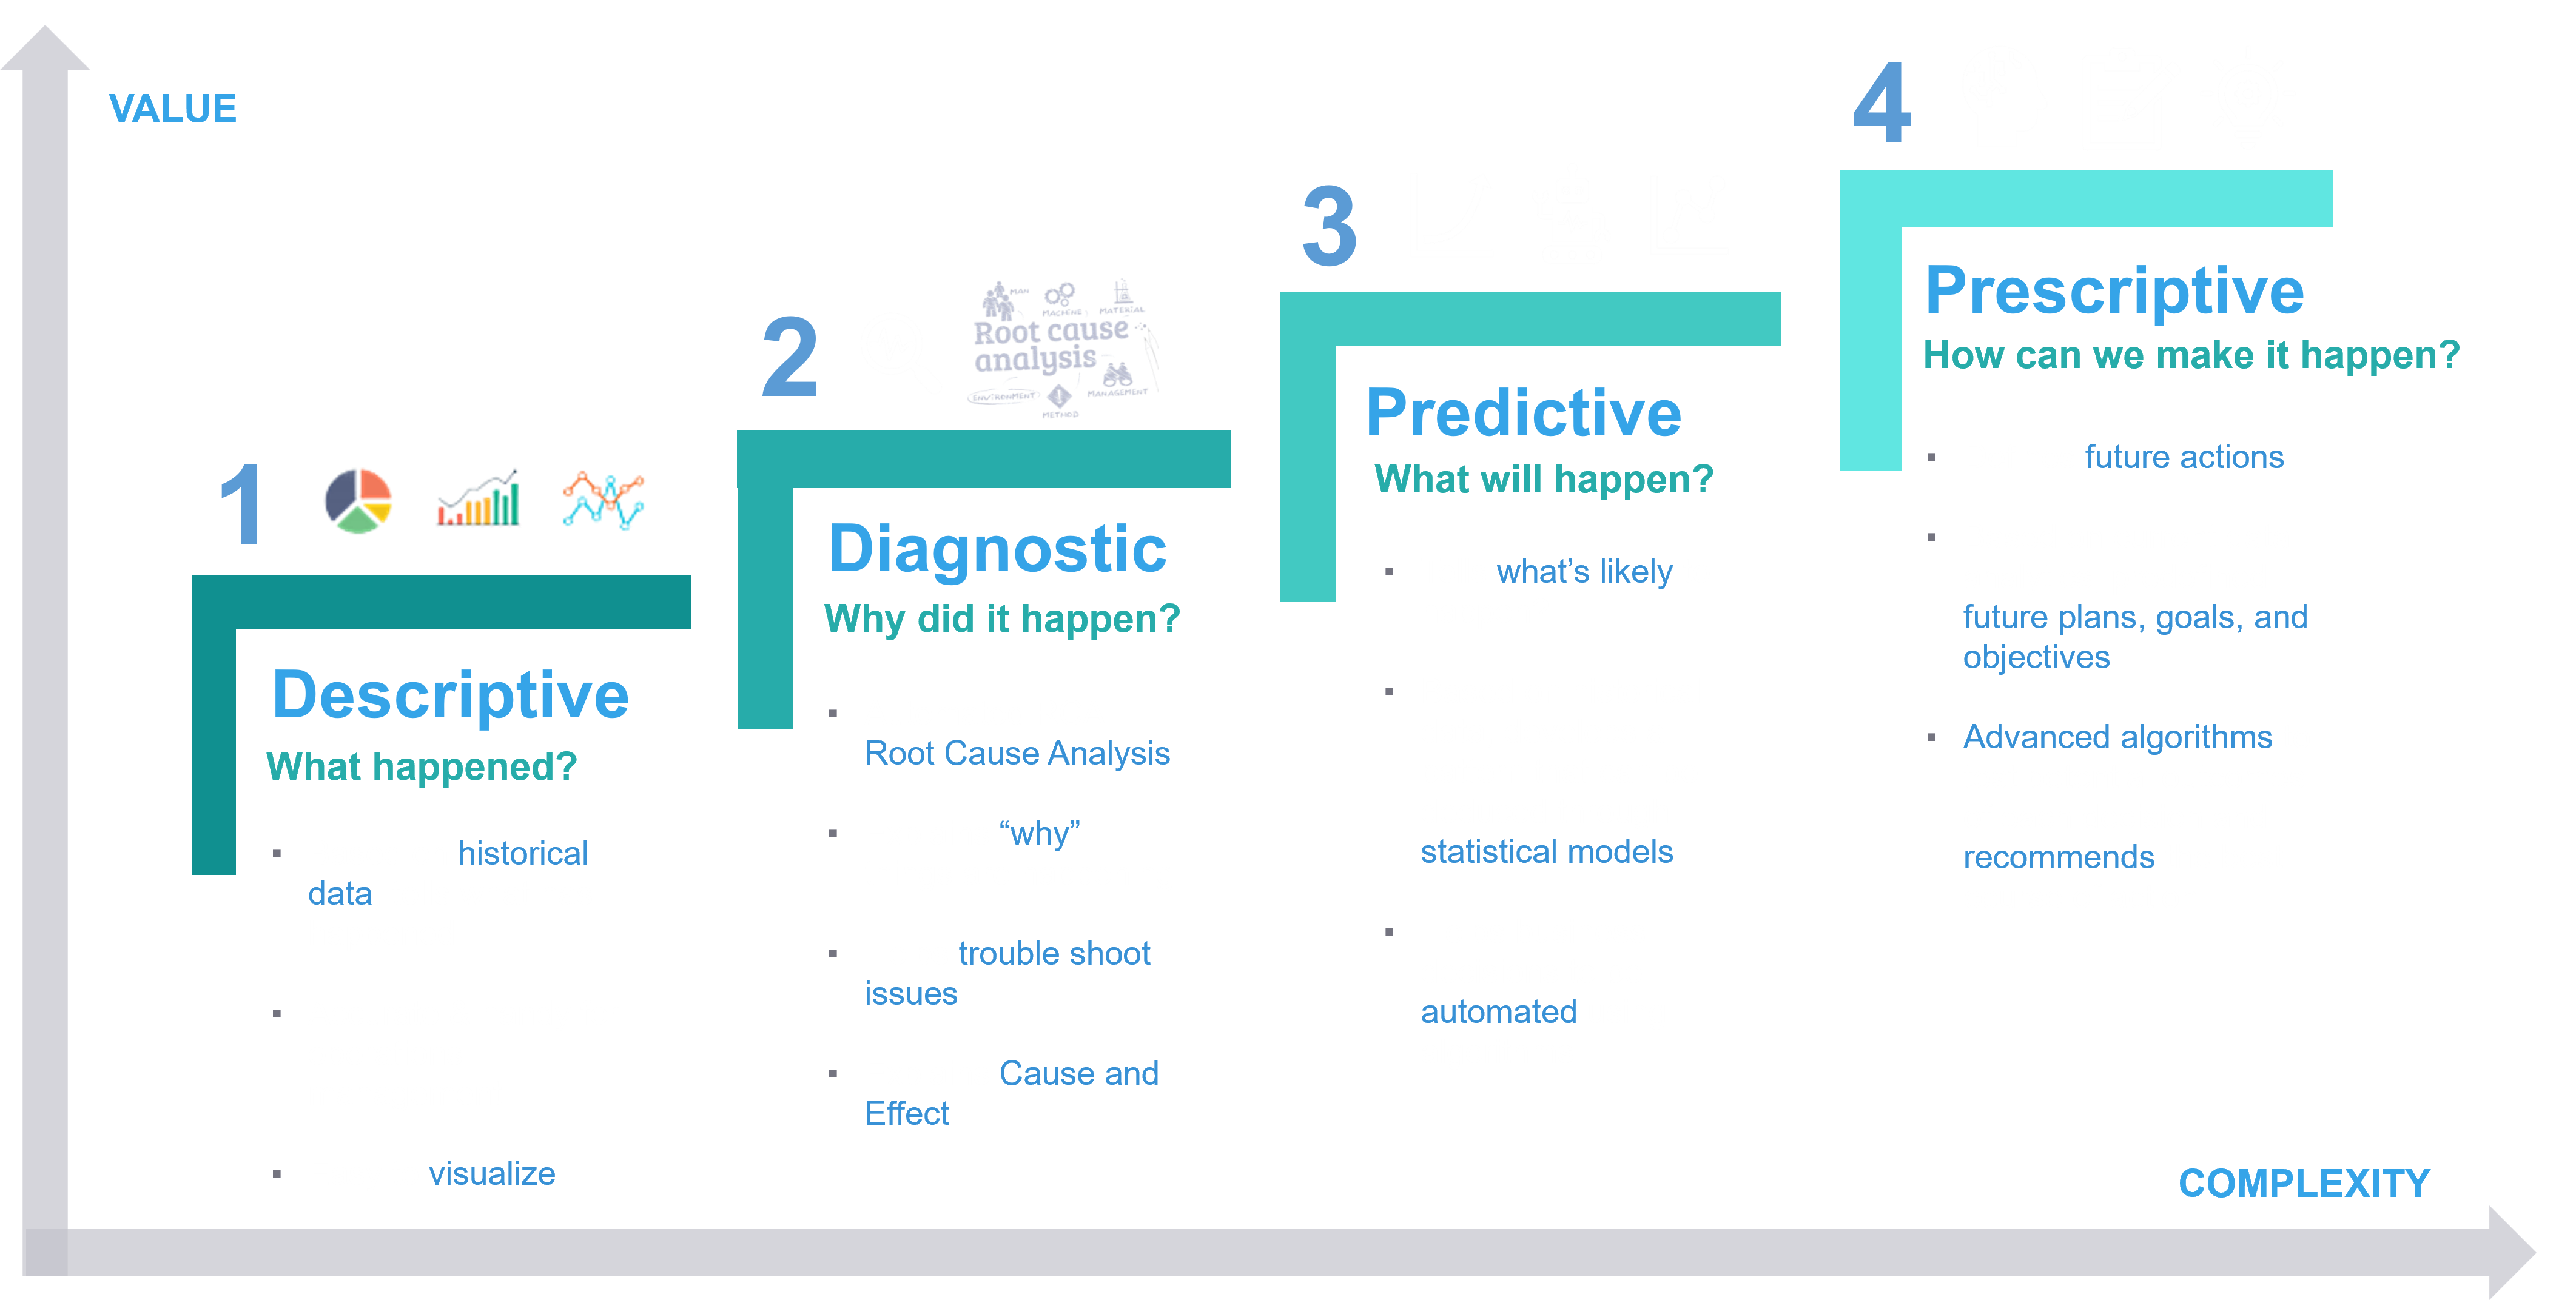 VALUE
1
Descriptive
What happened?
historical
data
visualize
2
MAN
MACHINE
MATERIAL
Root cause
analysis
ENVIRONMENT
MANAGEMENT
METHOD
Diagnostic
Why did it happen?
Root Cause Analysis
“why”
trouble shoot
issues
Cause and
Effect
3
Predictive
What will happen?
what’s likely
statistical models
automated
4
Prescriptive
How can we make it happen?
future actions
future plans, goals, and
objectives
Advanced algorithms
recommends
COMPLEXITY